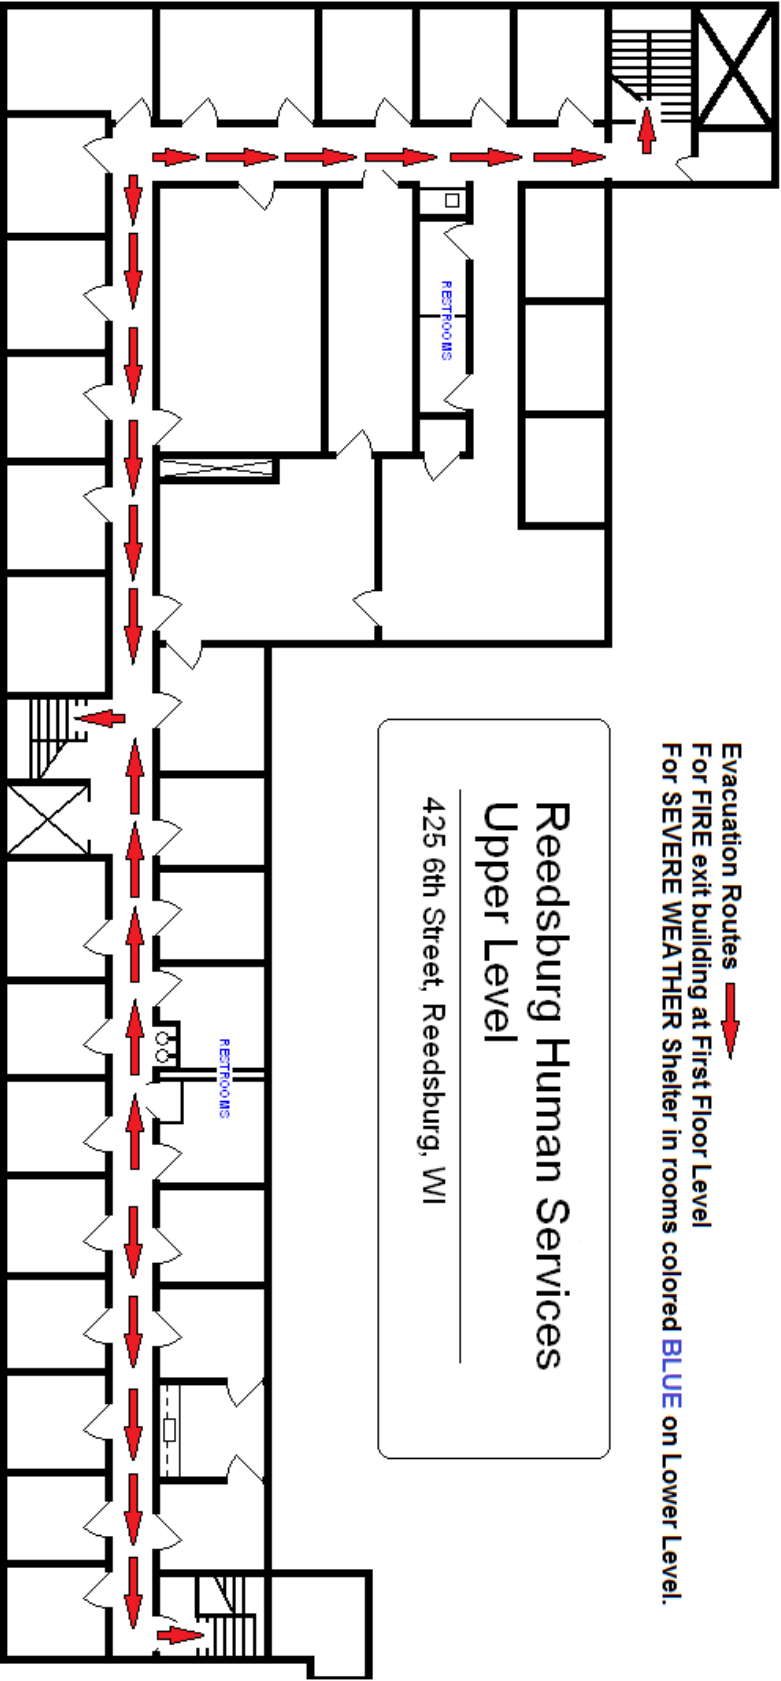 Evacuation Routes
For FIRE exit building at First Floor Level
For SEVERE WEATHER Shelter in rooms colored BLUE on Lower Level.
Reedsburg Human Services
Upper Level
425 6th Street, Reedsburg, WI
RESTROOMS
RESTROOMS